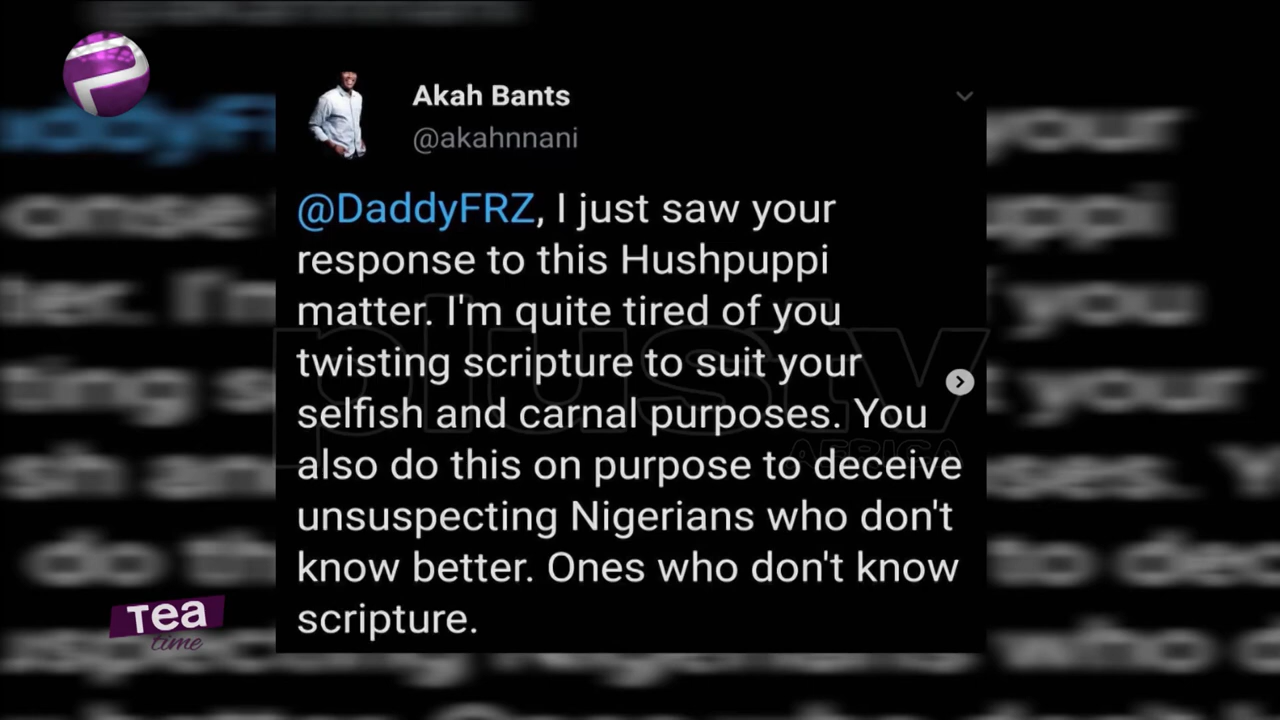 Akah Bants
@akahnnani
@DaddyFRZ, I just saw your
response to this Hushpuppi
matter. I'm quite tired of you
twisting scripture to suit your
selfish and carnal purposes. You
also do this on purpose to deceive
unsuspecting Nigerians who don't
know better. Ones who don't know
scripture.
plustv
AFRICA
Tea
time